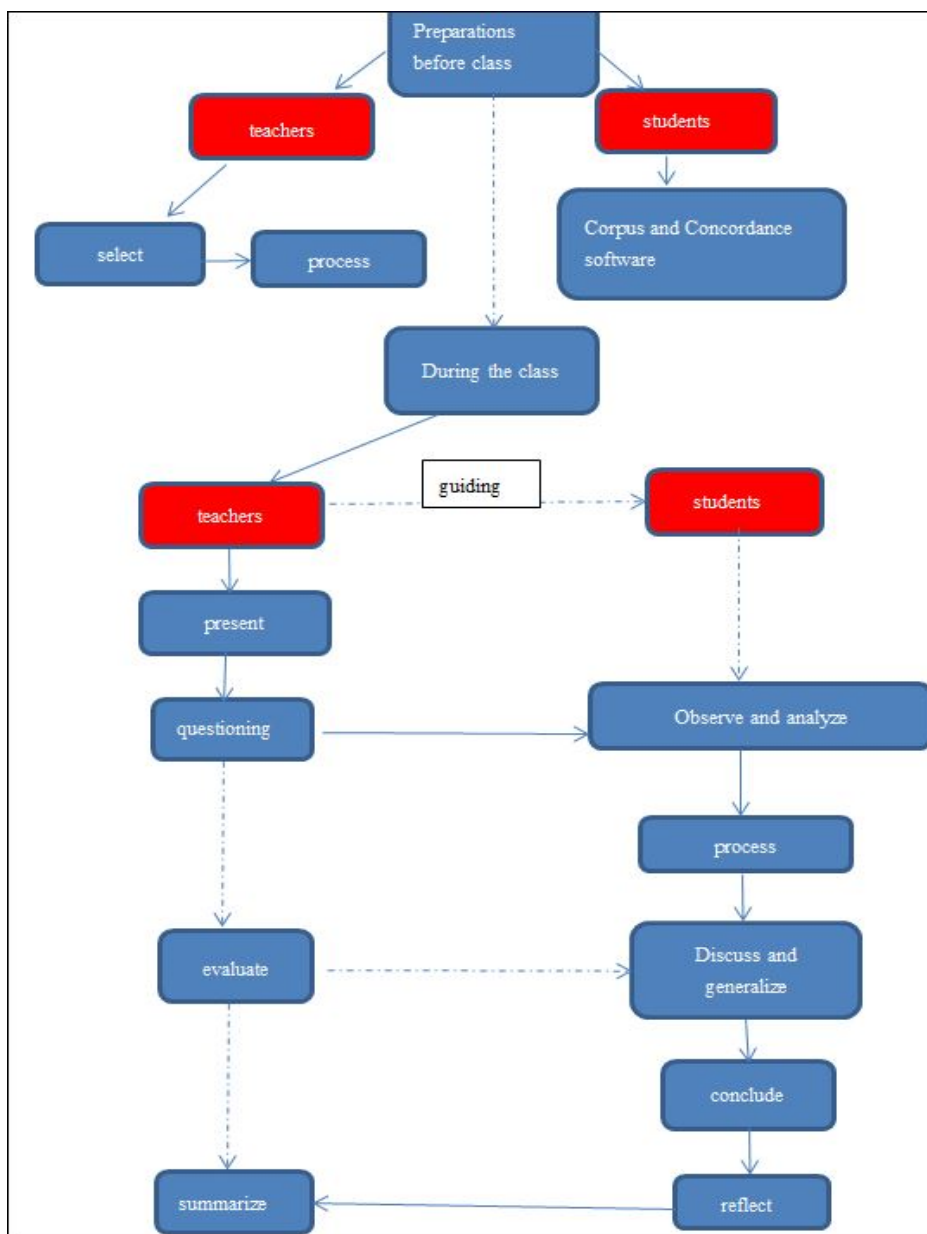 Preparations
before class
teachers
students
select
process
Corpus and Concordance
software
During the class
guiding
teachers
students
present
questioning
Observe and analyze
process
evaluate
Discuss and
generalize
conclude
summarize
reflect